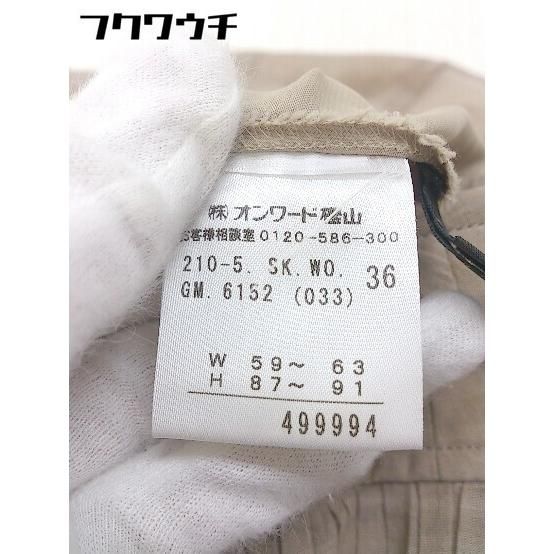 フクワウチ
㈱ オンワード樫山
お客様相談室 0120-586-300
210-5. SK. WO. 36
GM. 6152 (033)
W 59〜 63
H 87〜 91
499994